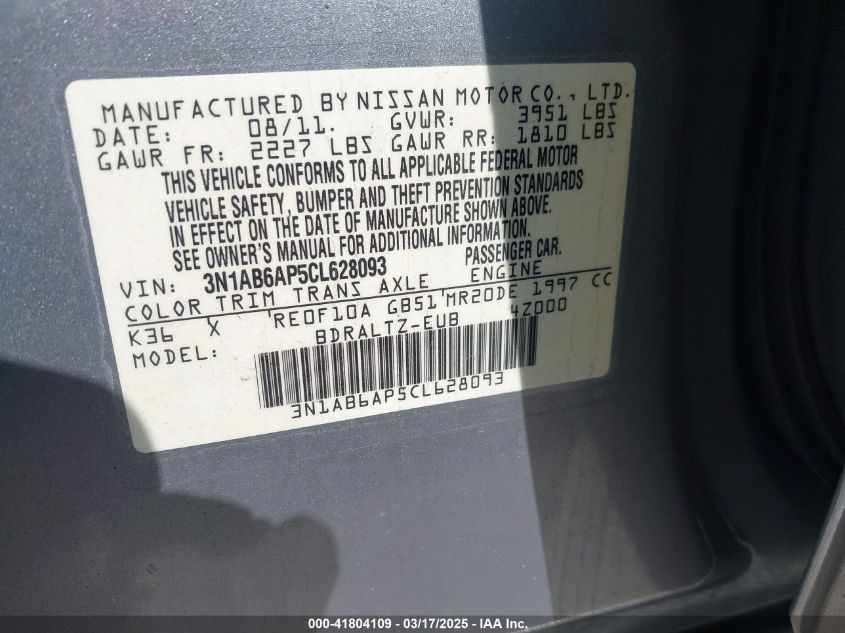 MANUFACTURED BY NISSAN MOTOR CO., LTD.
DATE: 08/11. GVWR: 3951 LBS
GAWR FR: 2227 LBS GAWR RR: 1810 LBS
THIS VEHICLE CONFORMS TO ALL APPLICABLE FEDERAL MOTOR
VEHICLE SAFETY, BUMPER AND THEFT PREVENTION STANDARDS
IN EFFECT ON THE DATE OF MANUFACTURE SHOWN ABOVE.
SEE OWNER'S MANUAL FOR ADDITIONAL INFORMATION.
VIN: 3N1AB6AP5CL628093 PASSENGER CAR.
COLOR TRIM TRANS AXLE ENGINE
K36 X RE0F10A GB51 MR20DE 1997 CC
MODEL: BDRALTZ-EUB 4Z000
3N1AB6AP5CL628093
000-41804109 — 03/17/2025 — IAA Inc.